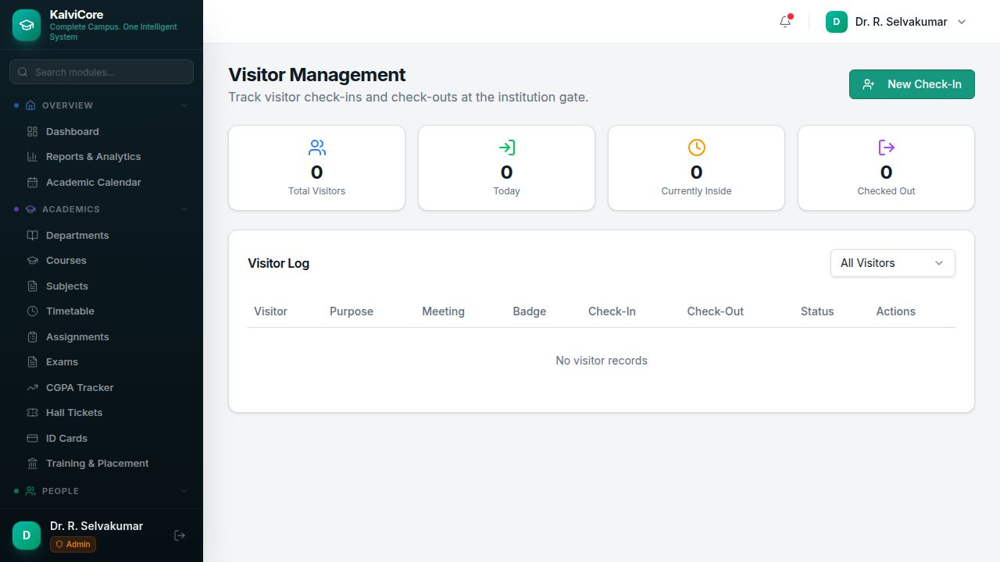 KalviCore
Complete Campus. One Intelligent
System
Search modules...
OVERVIEW
Dashboard
Reports & Analytics
Academic Calendar
ACADEMICS
Departments
Courses
Subjects
Timetable
Assignments
Exams
CGPA Tracker
Hall Tickets
ID Cards
Training & Placement
PEOPLE
D
Dr. R. Selvakumar
Admin
D Dr. R. Selvakumar
Visitor Management
Track visitor check-ins and check-outs at the institution gate.
New Check-In
0
Total Visitors
0
Today
0
Currently Inside
0
Checked Out
Visitor Log
All Visitors
Visitor Purpose Meeting Badge Check-In Check-Out Status Actions
No visitor records